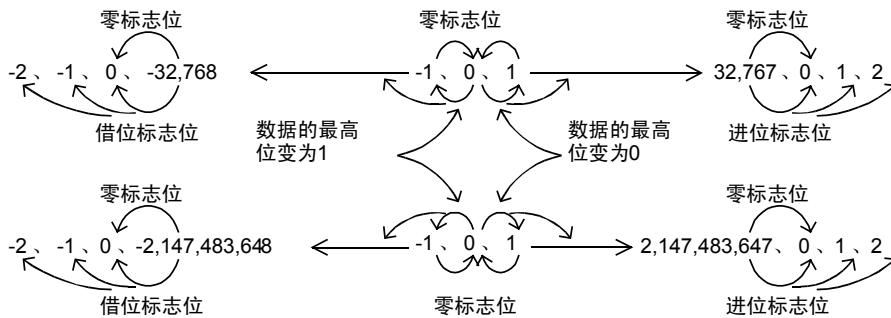 零标志位 零标志位 零标志位
-2、 -1、 0、 -32,768 -1、0、1 32,767、0、1、2
借位标志位 数据的最高位变为1 数据的最高位变为0 进位标志位
零标志位 零标志位
-2、 -1、 0、 -2,147,483,648 -1、0、1 2,147,483,647、0、1、2
借位标志位 零标志位 进位标志位